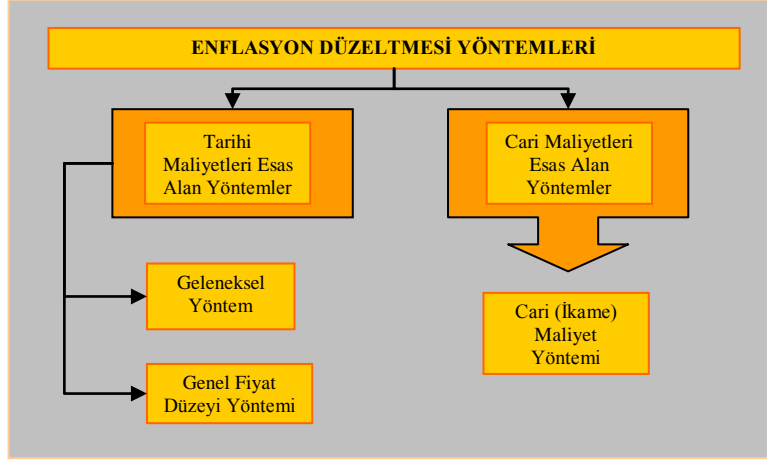 ENFLASYON DÜZELTMESİ YÖNTEMLERİ
Tarihi
Maliyetleri Esas
Alan Yöntemler
Cari Maliyetleri
Esas Alan
Yöntemler
Geleneksel
Yöntem
Cari (İkame)
Maliyet
Yöntemi
Genel Fiyat
Düzeyi Yöntemi